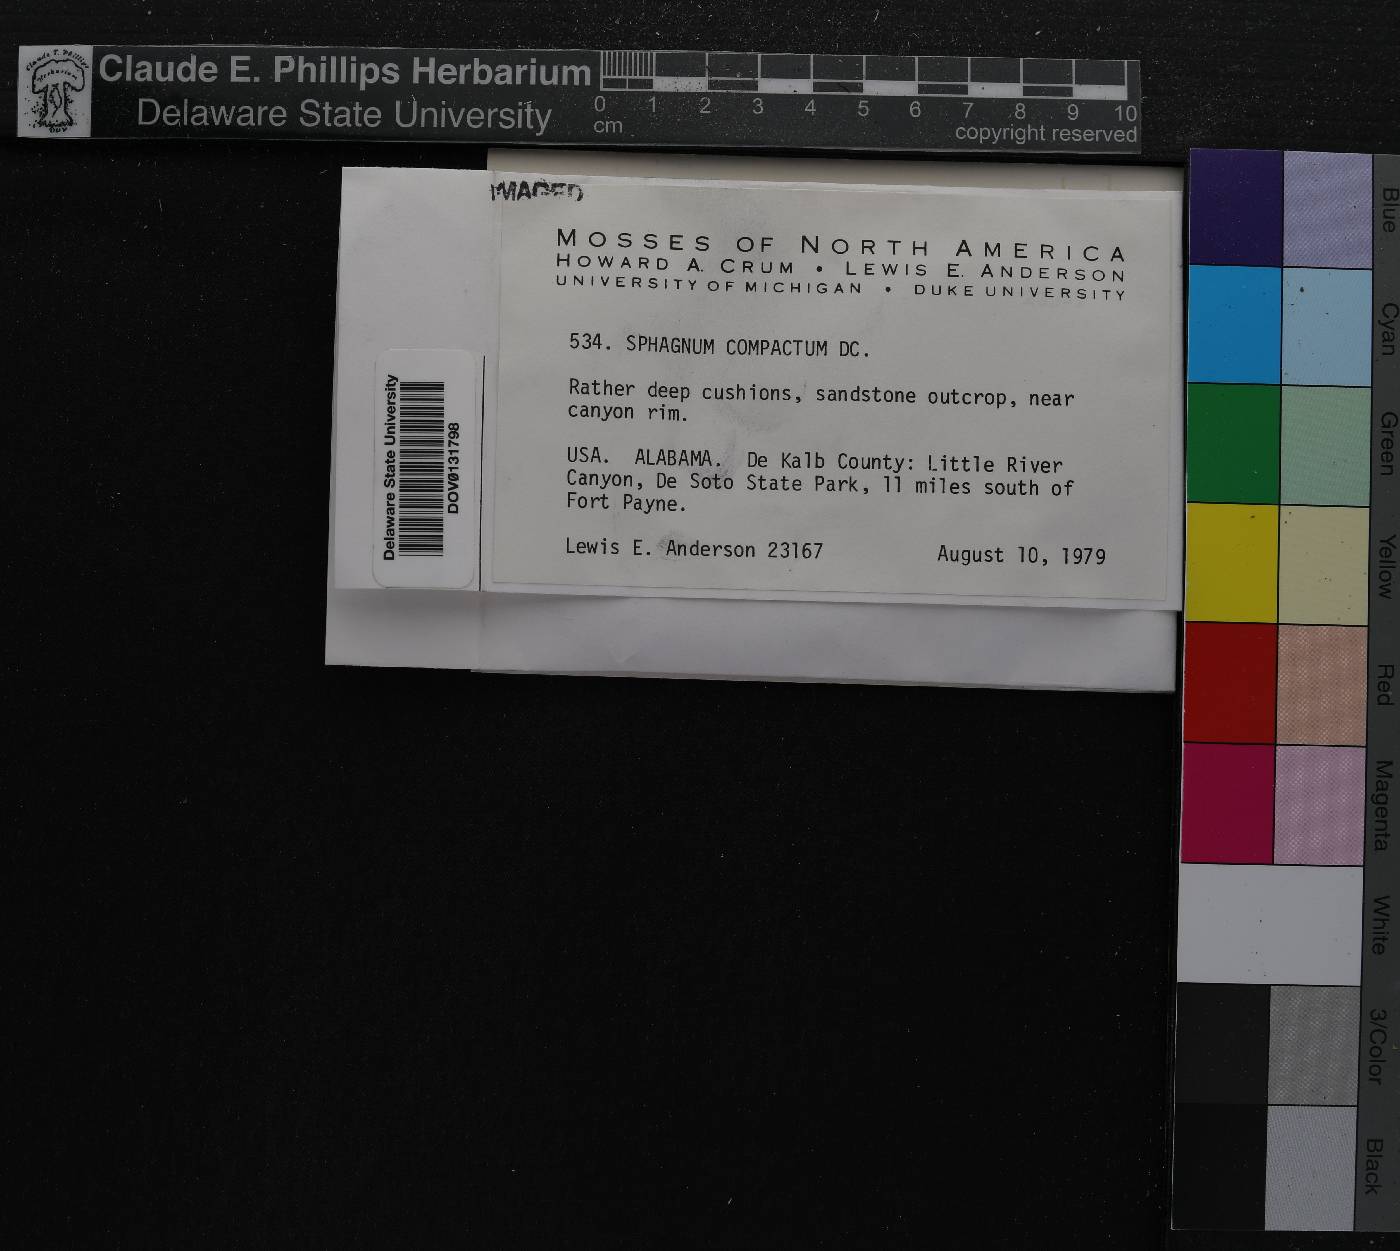 Claude E. Phillips Herbarium
Delaware State University
0 1 2 3 4 5 6 7 8 9 10
cm
copyright reserved
IMAGED
MOSSES OF NORTH AMERICA
HOWARD A. CRUM • LEWIS E. ANDERSON
UNIVERSITY OF MICHIGAN • DUKE UNIVERSITY
534. SPHAGNUM COMPACTUM DC.
Rather deep cushions, sandstone outcrop, near
canyon rim.
USA. ALABAMA. De Kalb County: Little River
Canyon, De Soto State Park, 11 miles south of
Fort Payne.
Lewis E. Anderson 23167 August 10, 1979
Delaware State University
DOV0131798
Blue
Cyan
Green
Yellow
Red
Magenta
White
3/Color
Black